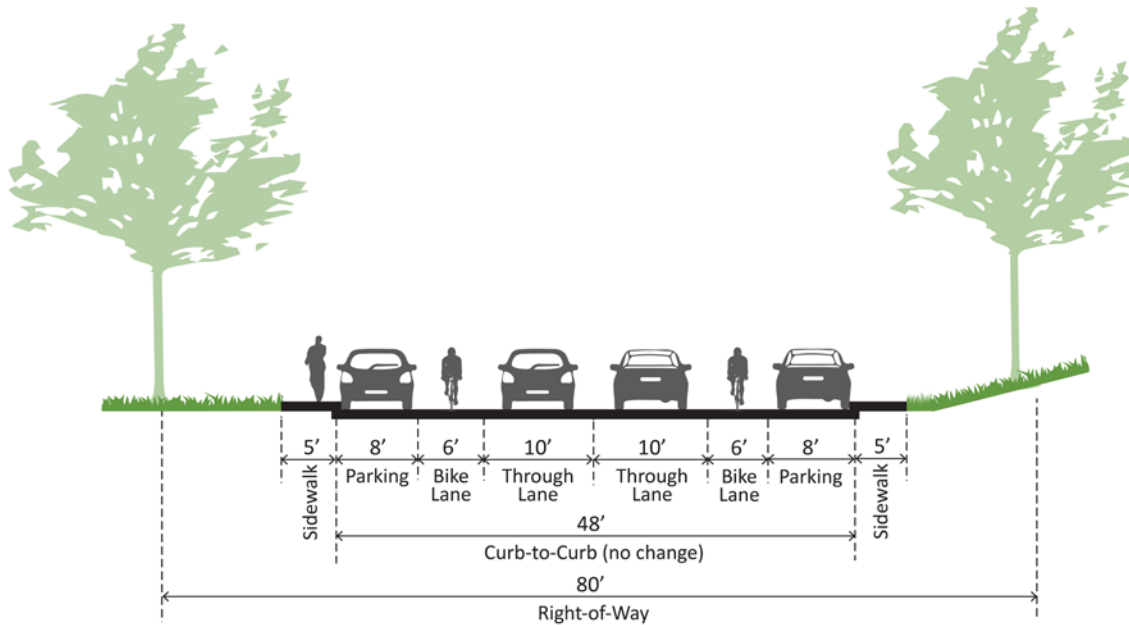 5’ 8’ 6’ 10’ 10’ 6’ 8’ 5’
Sidewalk
Parking
Bike
Lane
Through
Lane
Through
Lane
Bike
Lane
Parking
Sidewalk
48’
Curb-to-Curb (no change)
80’
Right-of-Way